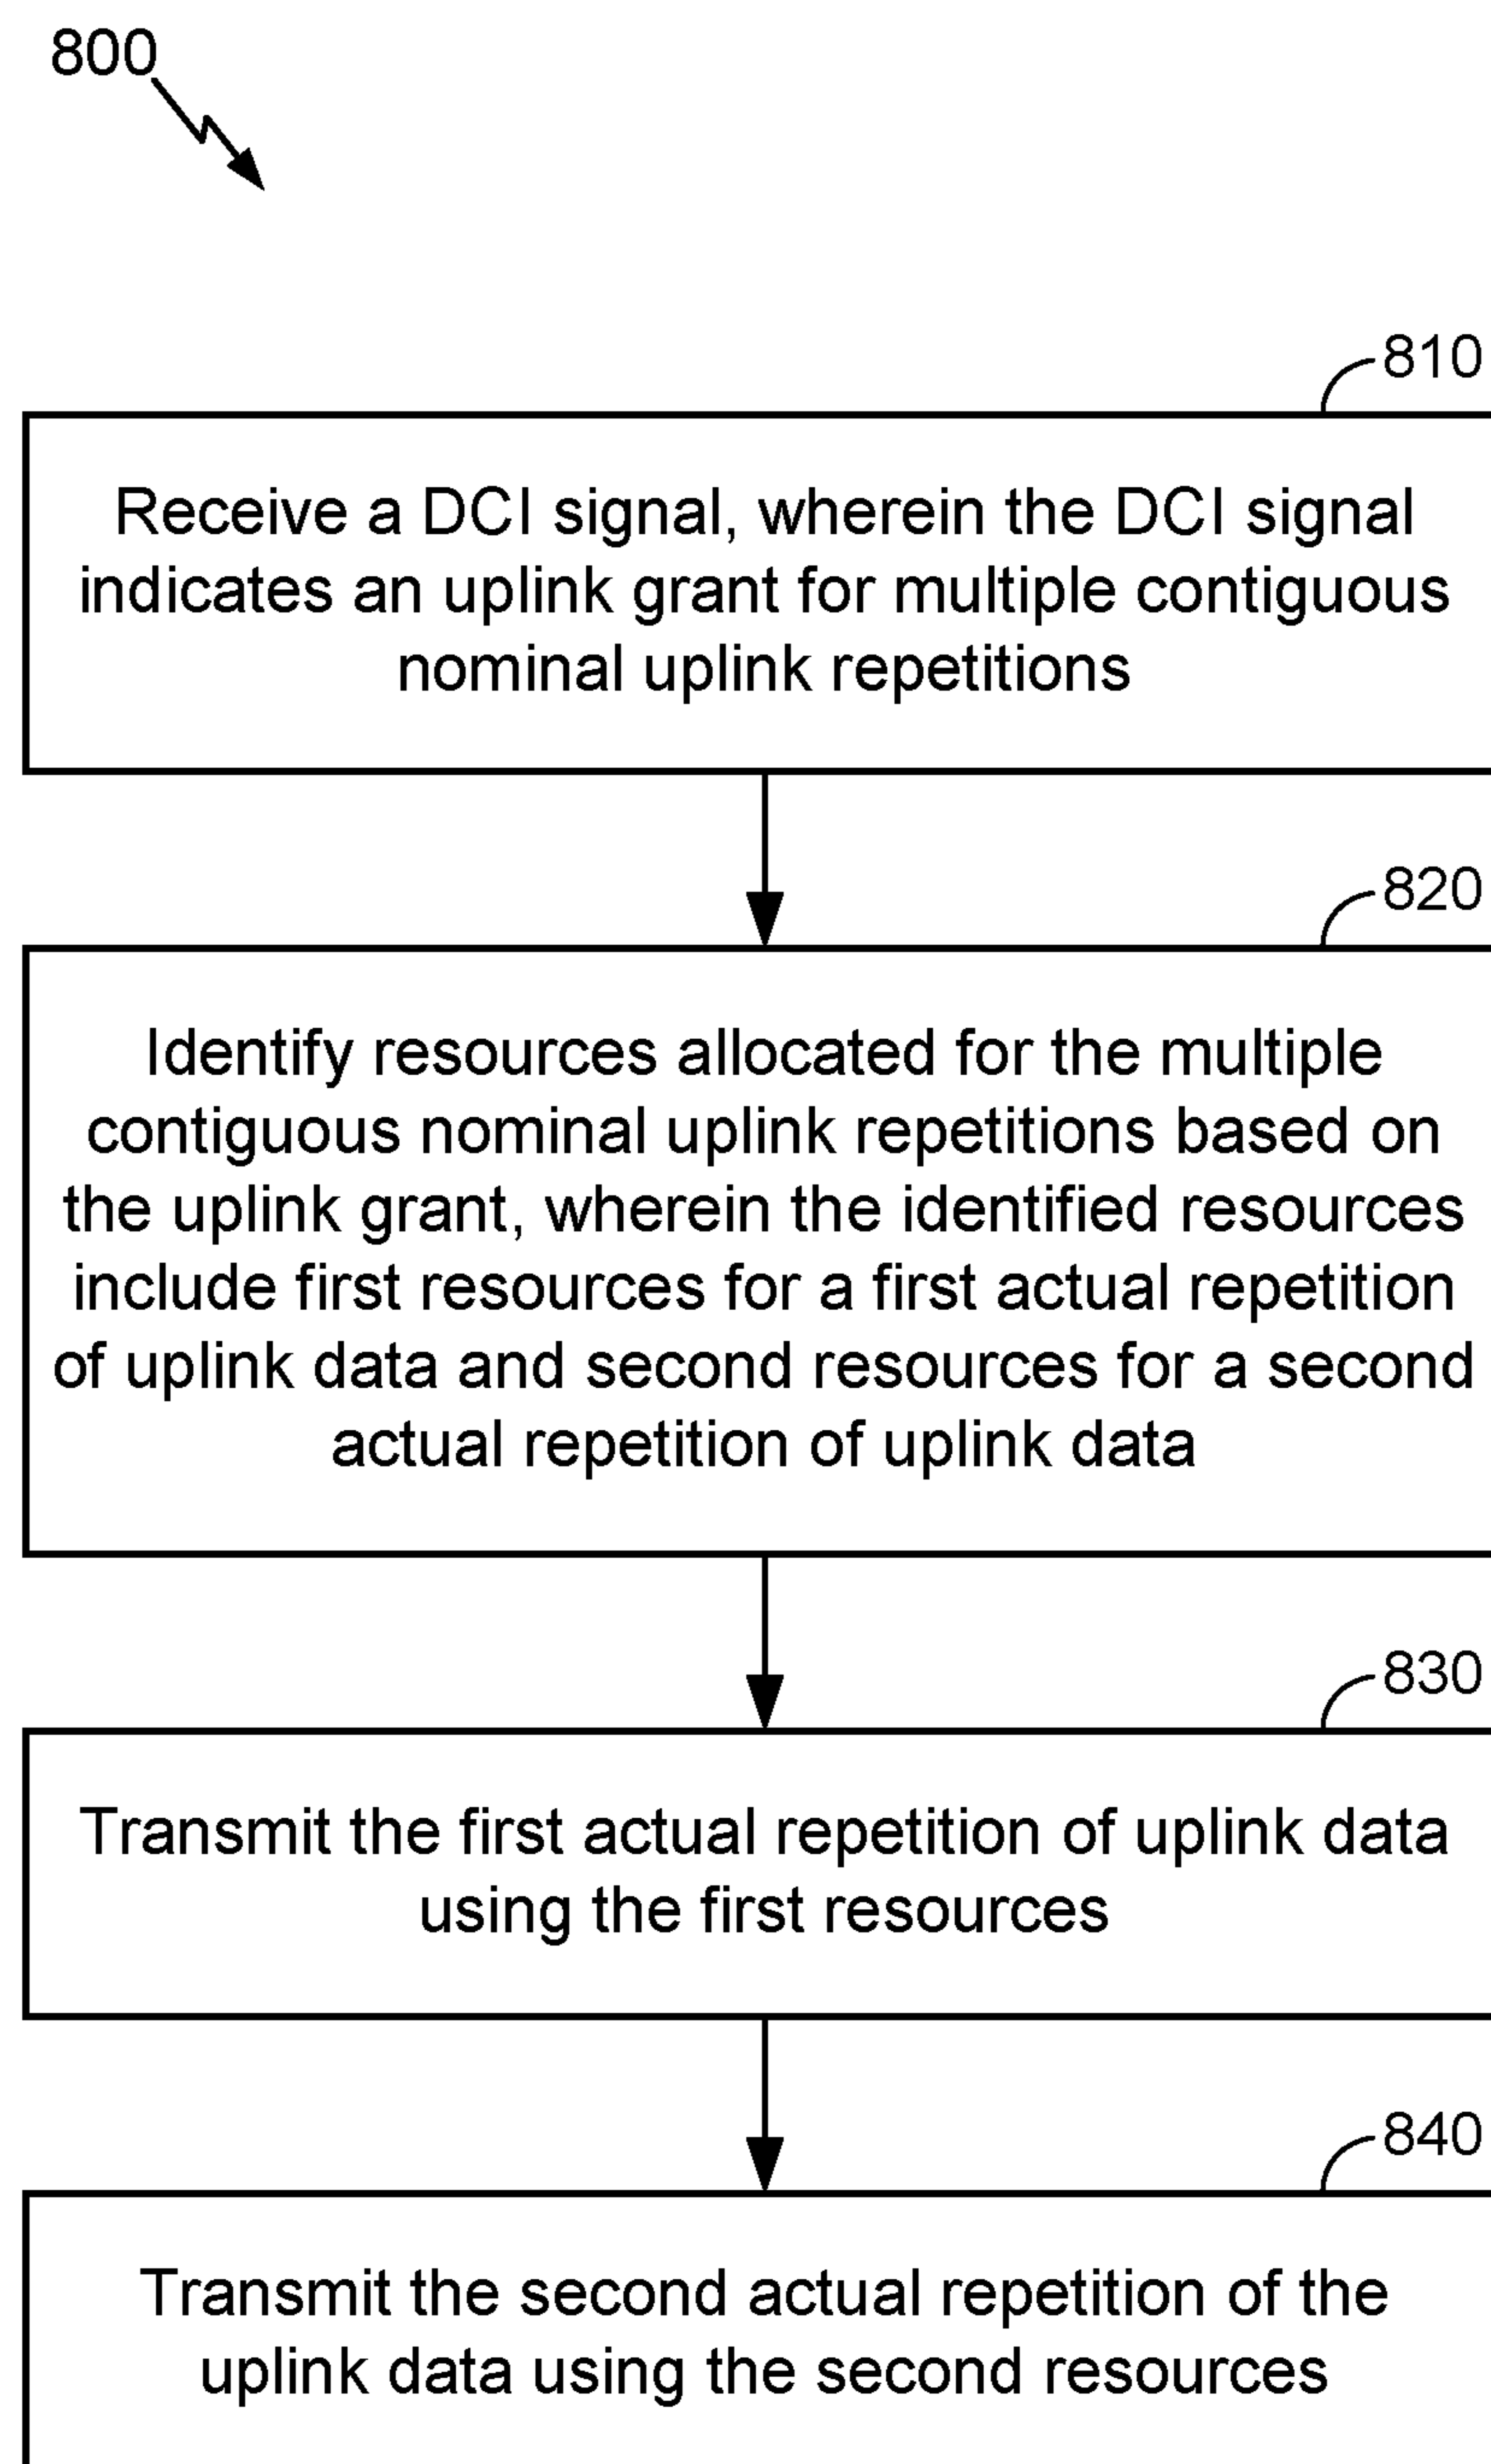 800
810
Receive a DCI signal, wherein the DCI signal
indicates an uplink grant for multiple contiguous
nominal uplink repetitions
820
Identify resources allocated for the multiple
contiguous nominal uplink repetitions based on
the uplink grant, wherein the identified resources
include first resources for a first actual repetition
of uplink data and second resources for a second
actual repetition of uplink data
830
Transmit the first actual repetition of uplink data
using the first resources
840
Transmit the second actual repetition of the
uplink data using the second resources